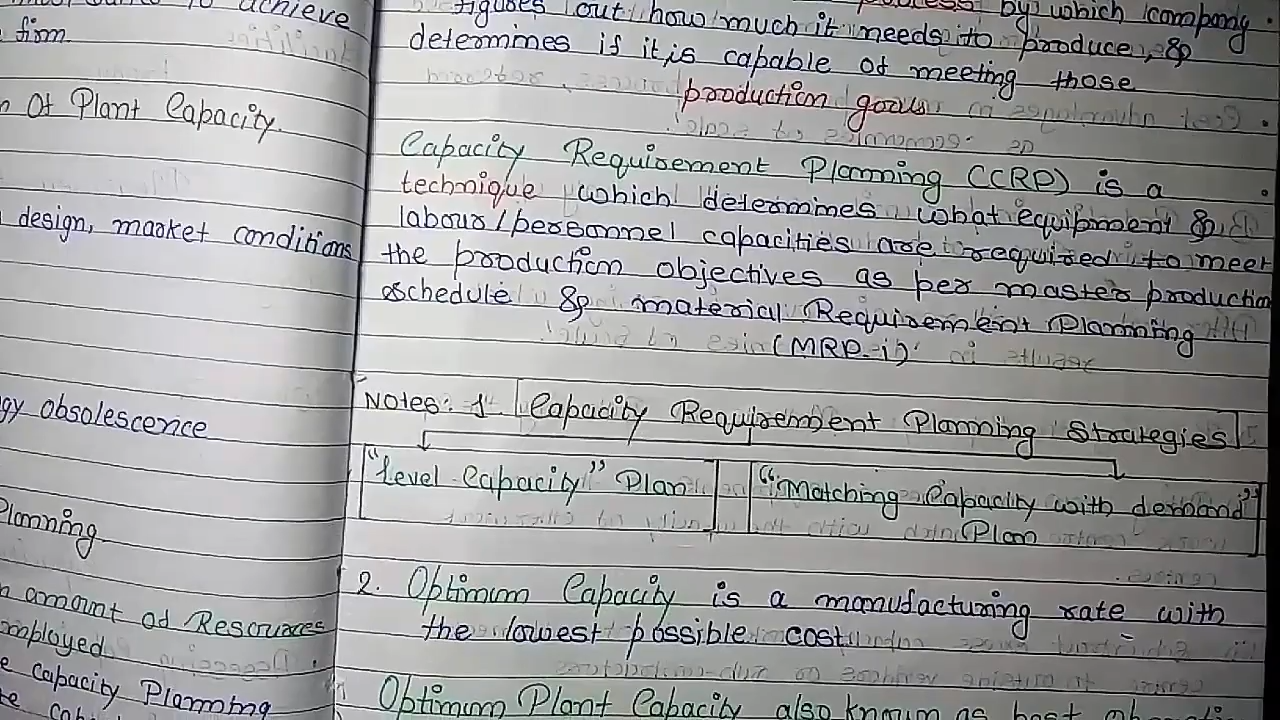 achieve
firm
Of Plant Capacity.
design, market conditions
obsolescence
Planning
amount of Resources
employed
capacity Planning
by which company
figures out how much it needs to produce, &
determines if it is capable of meeting those
production goals
Capacity Requirement Planning (CRP) is a
technique which determines what equipment &
labour/personnel capacities are required to meet
the production objectives as per master production
schedule & material Requirement Planning
(MRP-i)
Notes: 1 Capacity Requirement Planning Strategies
"Level Capacity" Plan
"Matching Capacity with demand"
Plan
2. Optimum Capacity is a manufacturing rate with
the lowest possible cost
Optimum Plant Capacity also known as best